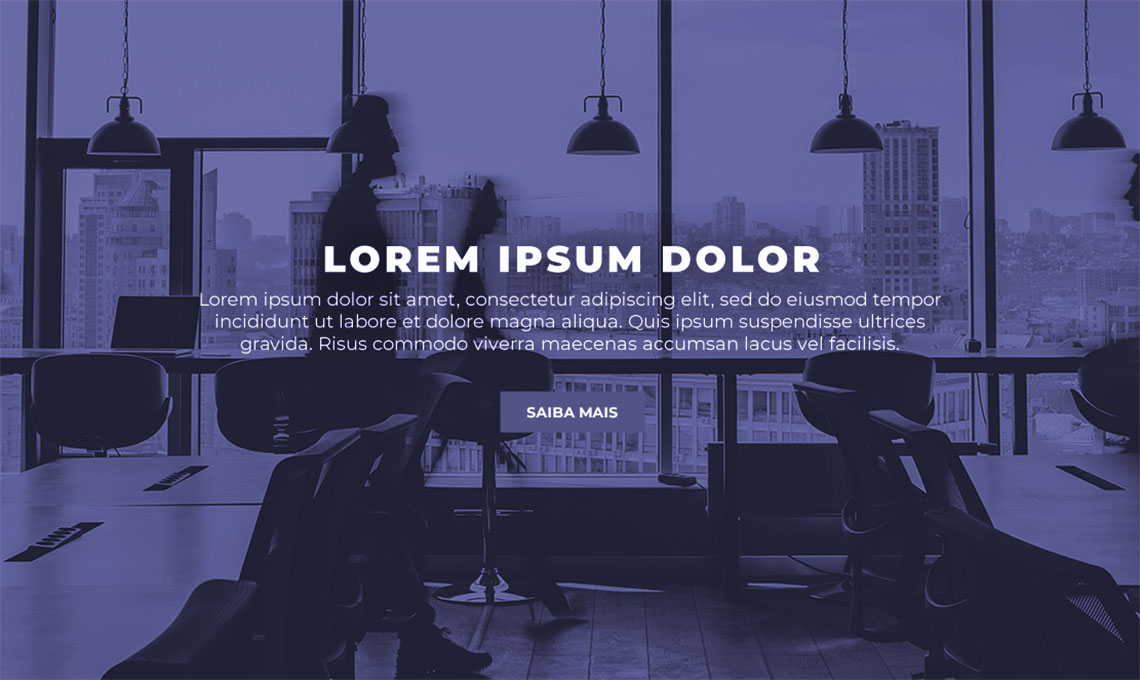 LOREM IPSUM DOLOR
Lorem ipsum dolor sit amet, consectetur adipiscing elit, sed do eiusmod tempor
incididunt ut labore et dolore magna aliqua. Quis ipsum suspendisse ultrices
gravida. Risus commodo viverra maecenas accumsan lacus vel facilisis.
SAIBA MAIS